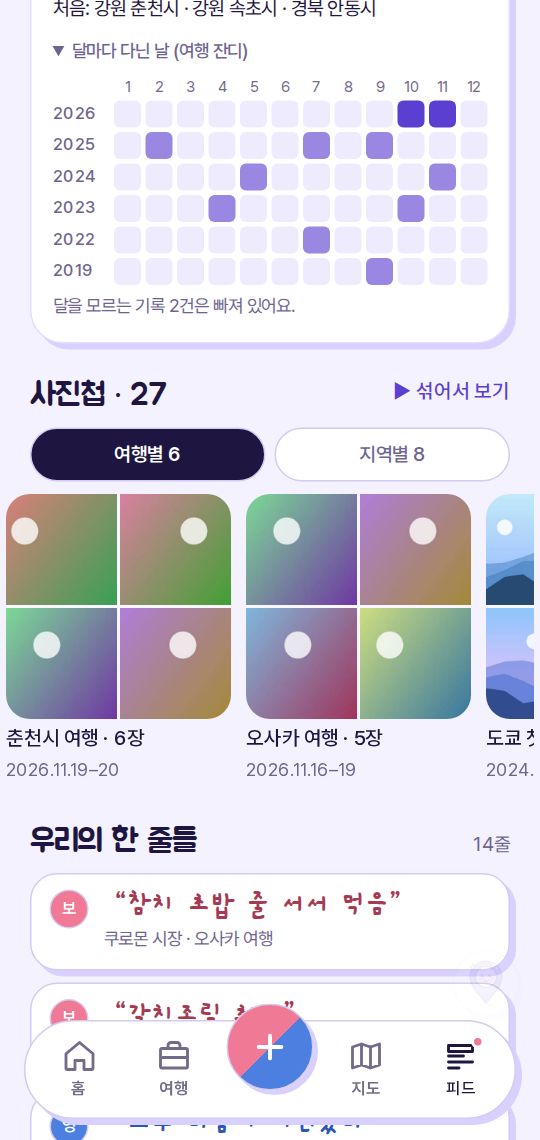 처음: 강원 춘천시 · 강원 속초시 · 경북 안동시
▼ 달마다 다닌 날 (여행 잔디)
1 2 3 4 5 6 7 8 9 10 11 12
2026
2025
2024
2023
2022
2019
달을 모르는 기록 2건은 빠져 있어요.
사진첩 · 27
▶ 섞어서 보기
여행별 6
지역별 8
춘천시 여행 · 6장
2026.11.19–20
오사카 여행 · 5장
2026.11.16–19
도쿄
2024.
우리의 한 줄들
14줄
보
“참치 초밥 줄 서서 먹음”
쿠로몬 시장 · 오사카 여행
보
“갈치조림
홈
여행
+
지도
피드